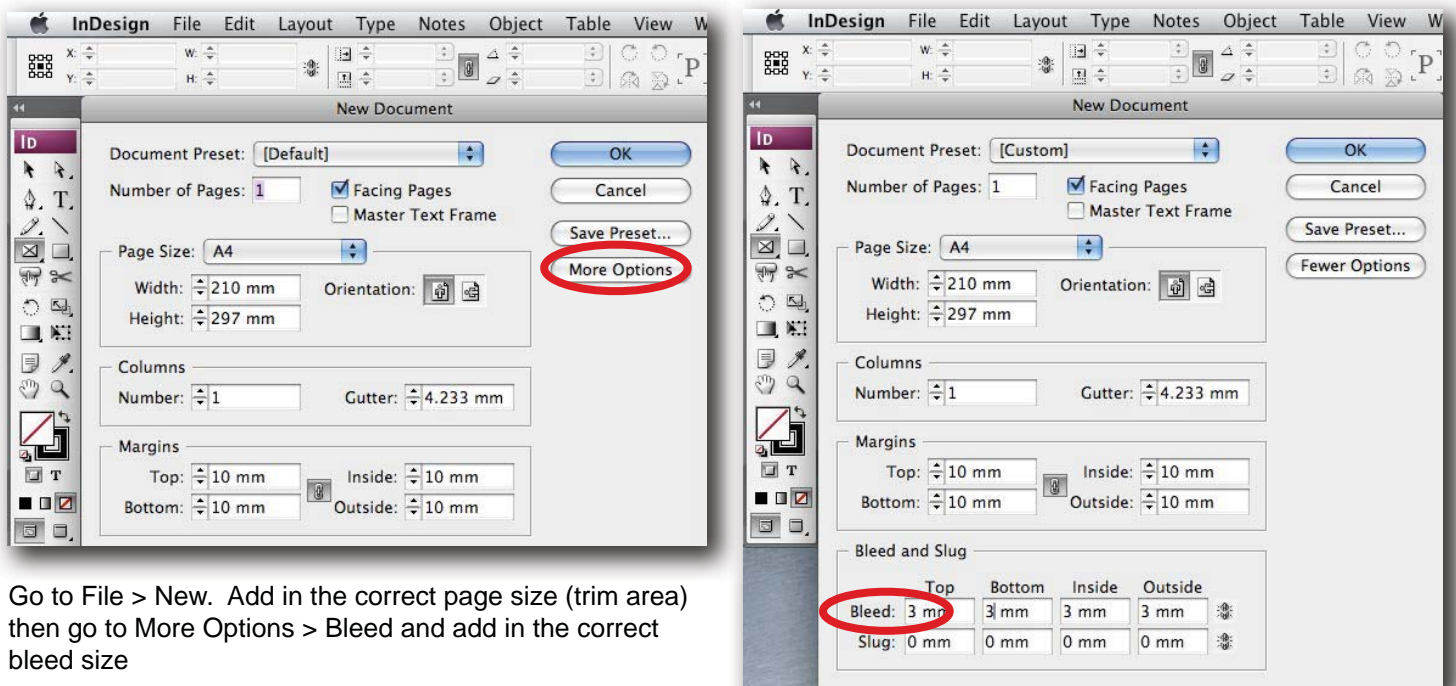 InDesign File Edit Layout Type Notes Object Table View W
X: W:
Y: H:
P
New Document
ID
Document Preset: [Default]
OK
Number of Pages: 1
Facing Pages
Cancel
Master Text Frame
Save Preset...
Page Size: A4
More Options
Width: 210 mm
Orientation:
Height: 297 mm
Columns
Number: 1
Gutter: 4.233 mm
Margins
Top: 10 mm
Inside: 10 mm
Bottom: 10 mm
Outside: 10 mm
Go to File > New. Add in the correct page size (trim area)
then go to More Options > Bleed and add in the correct
bleed size
InDesign File Edit Layout Type Notes Object Table View W
X: W:
Y: H:
P
New Document
ID
Document Preset: [Custom]
OK
Number of Pages: 1
Facing Pages
Cancel
Master Text Frame
Save Preset...
Page Size: A4
Fewer Options
Width: 210 mm
Orientation:
Height: 297 mm
Columns
Number: 1
Gutter: 4.233 mm
Margins
Top: 10 mm
Inside: 10 mm
Bottom: 10 mm
Outside: 10 mm
Bleed and Slug
Top Bottom Inside Outside
Bleed: 3 mm 3 mm 3 mm 3 mm
Slug: 0 mm 0 mm 0 mm 0 mm